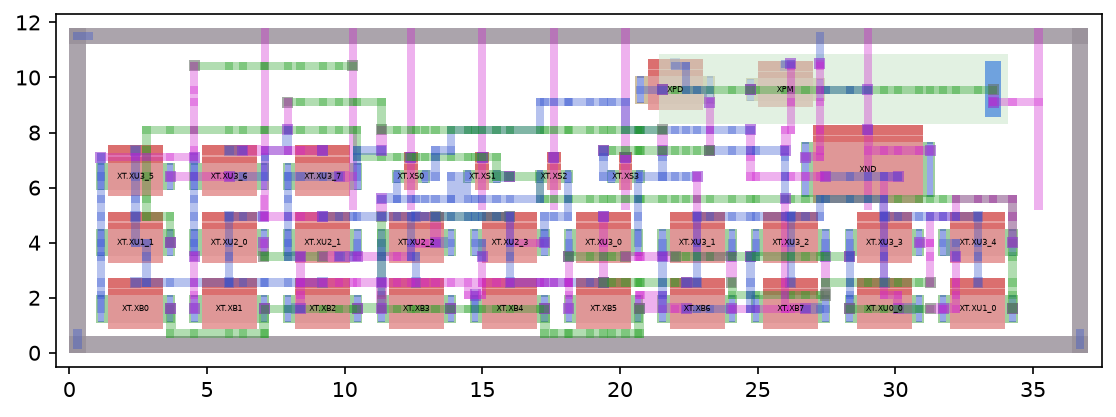 12
10
XPD XPM
8
XT.XU3_5 XT.XU3_6 XT.XU3_7 XT.XS0 XT.XS1 XT.XS2 XT.XS3 XND
6
XT.XU1_1 XT.XU2_0 XT.XU2_1 XT.XU2_2 XT.XU2_3 XT.XU3_0 XT.XU3_1 XT.XU3_2 XT.XU3_3 XT.XU3_4
4
2
XT.XB0 XT.XB1 XT.XB2 XT.XB3 XT.XB4 XT.XB5 XT.XB6 XT.XB7 XT.XU0_0 XT.XU1_0
0
0 5 10 15 20 25 30 35